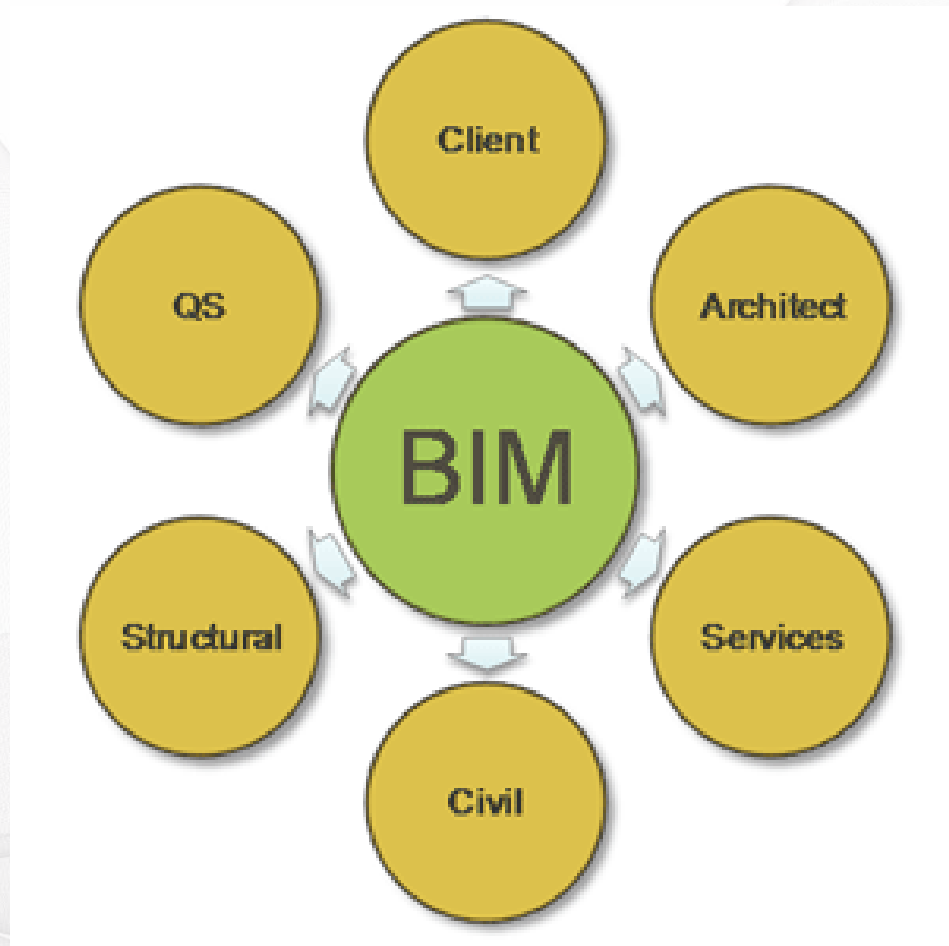 Client
QS
Architect
BIM
Structural
Services
Civil